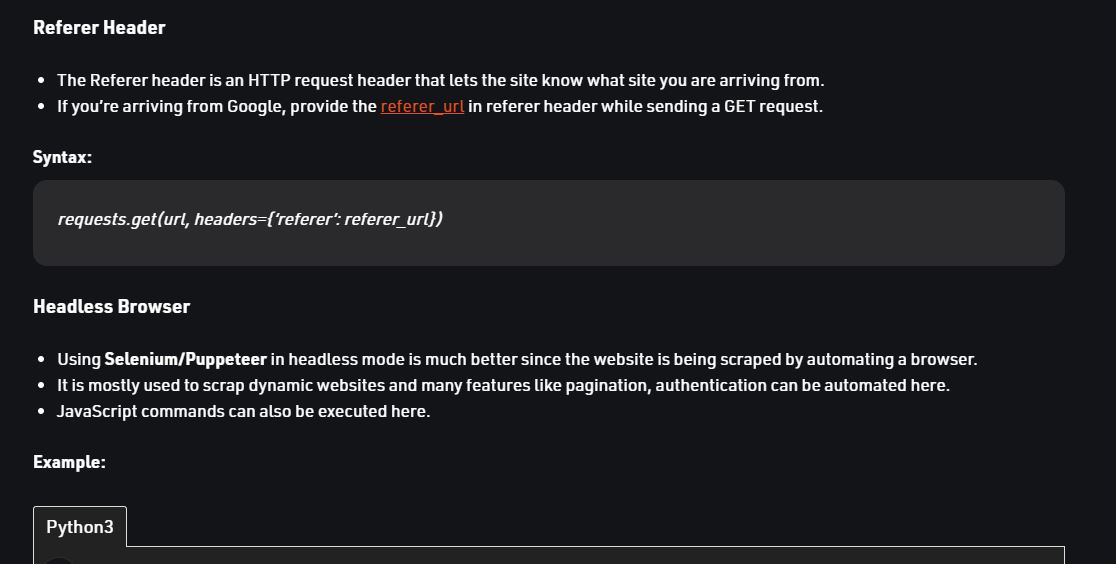 Referer Header
• The Referer header is an HTTP request header that lets the site know what site you are arriving from.
• If you’re arriving from Google, provide the referer_url in referer header while sending a GET request.
Syntax:
requests.get(url, headers={‘referer’: referer_url})
Headless Browser
• Using Selenium/Puppeteer in headless mode is much better since the website is being scraped by automating a browser.
• It is mostly used to scrap dynamic websites and many features like pagination, authentication can be automated here.
• JavaScript commands can also be executed here.
Example:
Python3